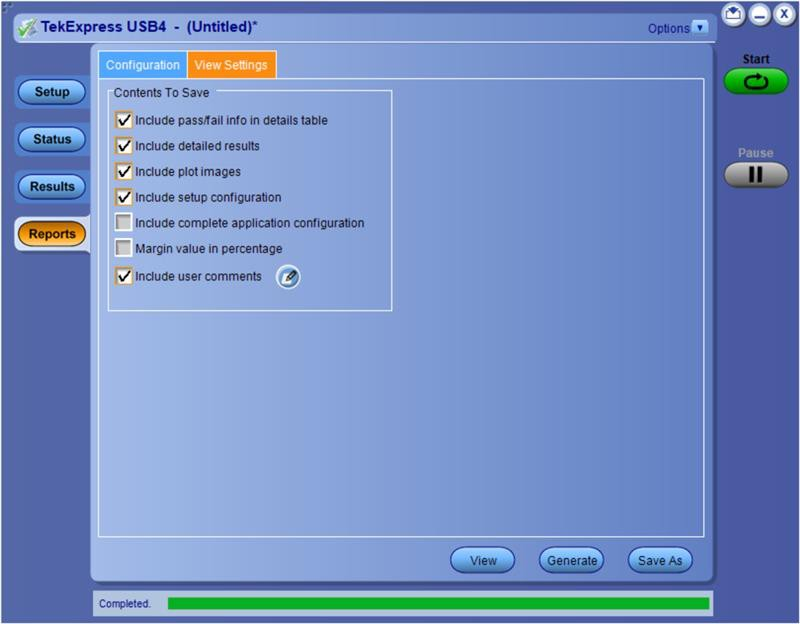 TekExpress USB4 - (Untitled)*
Options
Start
Pause
Setup
Status
Results
Reports
Configuration
View Settings
Contents To Save
Include pass/fail info in details table
Include detailed results
Include plot images
Include setup configuration
Include complete application configuration
Margin value in percentage
Include user comments
View
Generate
Save As
Completed.